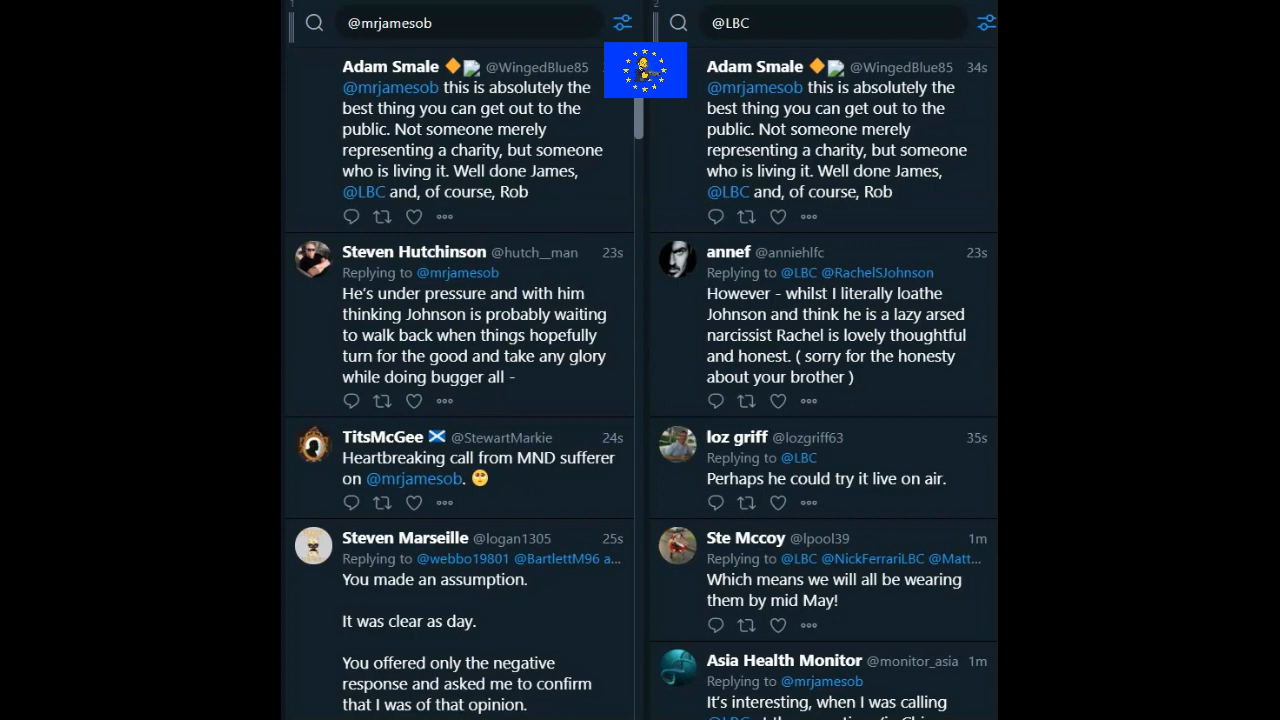 1
@mrjamesob
Adam Smale @WingedBlue85
@mrjamesob this is absolutely the
best thing you can get out to the
public. Not someone merely
representing a charity, but someone
who is living it. Well done James,
@LBC and, of course, Rob
Steven Hutchinson @hutch__man 23s
Replying to @mrjamesob
He's under pressure and with him
thinking Johnson is probably waiting
to walk back when things hopefully
turn for the good and take any glory
while doing bugger all -
TitsMcGee @StewartMarkie 24s
Heartbreaking call from MND sufferer
on @mrjamesob.
Steven Marseille @logan1305 25s
Replying to @webbo19801 @BartlettM96 a...
You made an assumption.
It was clear as day.
You offered only the negative
response and asked me to confirm
that I was of that opinion.
2
@LBC
Adam Smale @WingedBlue85 34s
@mrjamesob this is absolutely the
best thing you can get out to the
public. Not someone merely
representing a charity, but someone
who is living it. Well done James,
@LBC and, of course, Rob
annef @anniehlfc 23s
Replying to @LBC @RachelSJohnson
However - whilst I literally loathe
Johnson and think he is a lazy arsed
narcissist Rachel is lovely thoughtful
and honest. ( sorry for the honesty
about your brother )
loz griff @lozgriff63 35s
Replying to @LBC
Perhaps he could try it live on air.
Ste Mccoy @lpool39 1m
Replying to @LBC @NickFerrariLBC @Matt...
Which means we will all be wearing
them by mid May!
Asia Health Monitor @monitor_asia 1m
Replying to @mrjamesob
It's interesting, when I was calling